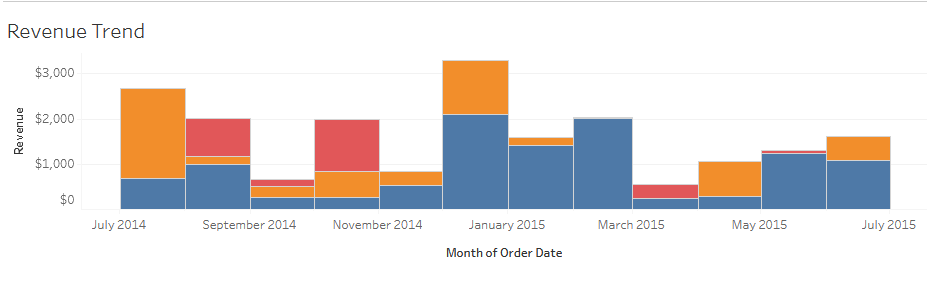 Revenue Trend
$3,000
$2,000
$1,000
$0
Revenue
July 2014 September 2014 November 2014 January 2015 March 2015 May 2015 July 2015
Month of Order Date